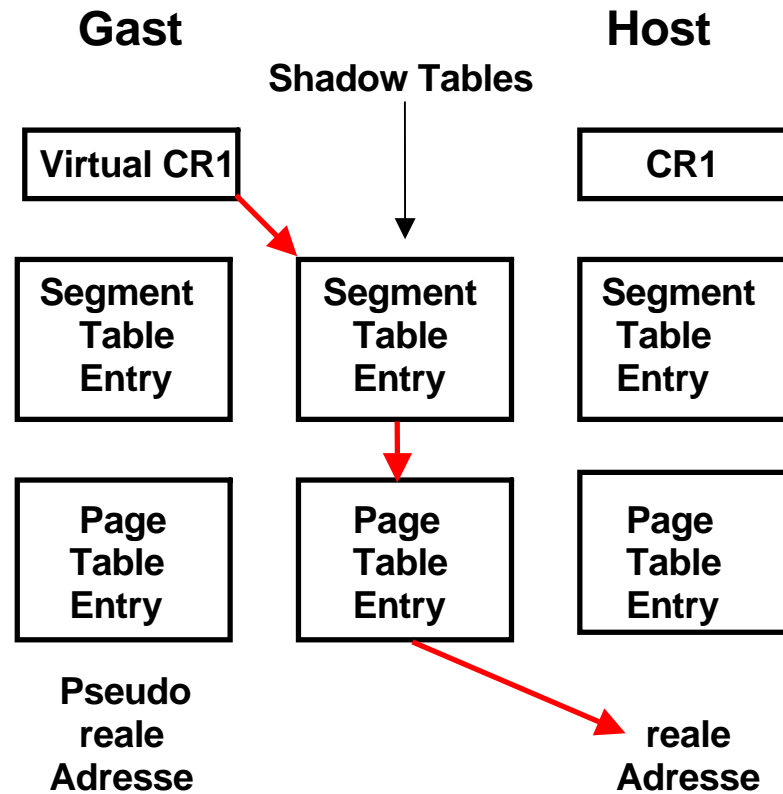 Gast
Host
Shadow Tables
Virtual CR1
CR1
Segment
Table
Entry
Segment
Table
Entry
Segment
Table
Entry
Page
Table
Entry
Page
Table
Entry
Page
Table
Entry
Pseudo
reale
Adresse
reale
Adresse